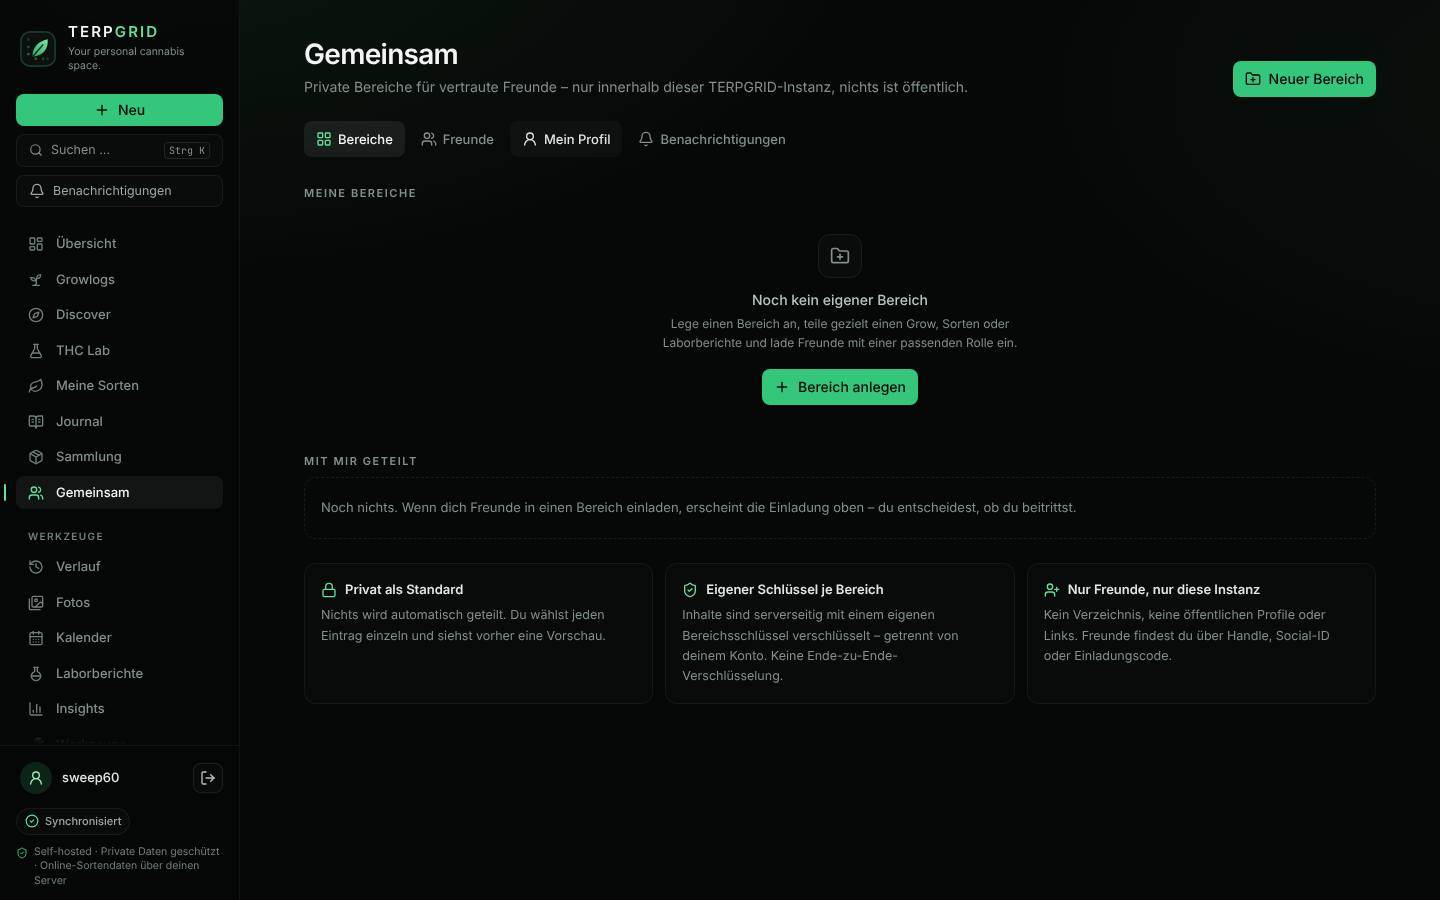 TERPGRID
Your personal cannabis
space.
Neu
Suchen ...
Strg K
Benachrichtigungen
Übersicht
Growlogs
Discover
THC Lab
Meine Sorten
Journal
Sammlung
Gemeinsam
WERKZEUGE
Verlauf
Fotos
Kalender
Laborberichte
Insights
sweep60
Synchronisiert
Self-hosted · Private Daten geschützt
· Online-Sortendaten über deinen
Server
Gemeinsam
Private Bereiche für vertraute Freunde – nur innerhalb dieser TERPGRID-Instanz, nichts ist öffentlich.
Neuer Bereich
Bereiche
Freunde
Mein Profil
Benachrichtigungen
MEINE BEREICHE
Noch kein eigener Bereich
Lege einen Bereich an, teile gezielt einen Grow, Sorten oder
Laborberichte und lade Freunde mit einer passenden Rolle ein.
Bereich anlegen
MIT MIR GETEILT
Noch nichts. Wenn dich Freunde in einen Bereich einladen, erscheint die Einladung oben – du entscheidest, ob du beitrittst.
Privat als Standard
Nichts wird automatisch geteilt. Du wählst jeden
Eintrag einzeln und siehst vorher eine Vorschau.
Eigener Schlüssel je Bereich
Inhalte sind serverseitig mit einem eigenen
Bereichsschlüssel verschlüsselt – getrennt von
deinem Konto. Keine Ende-zu-Ende-
Verschlüsselung.
Nur Freunde, nur diese Instanz
Kein Verzeichnis, keine öffentlichen Profile oder
Links. Freunde findest du über Handle, Social-ID
oder Einladungscode.